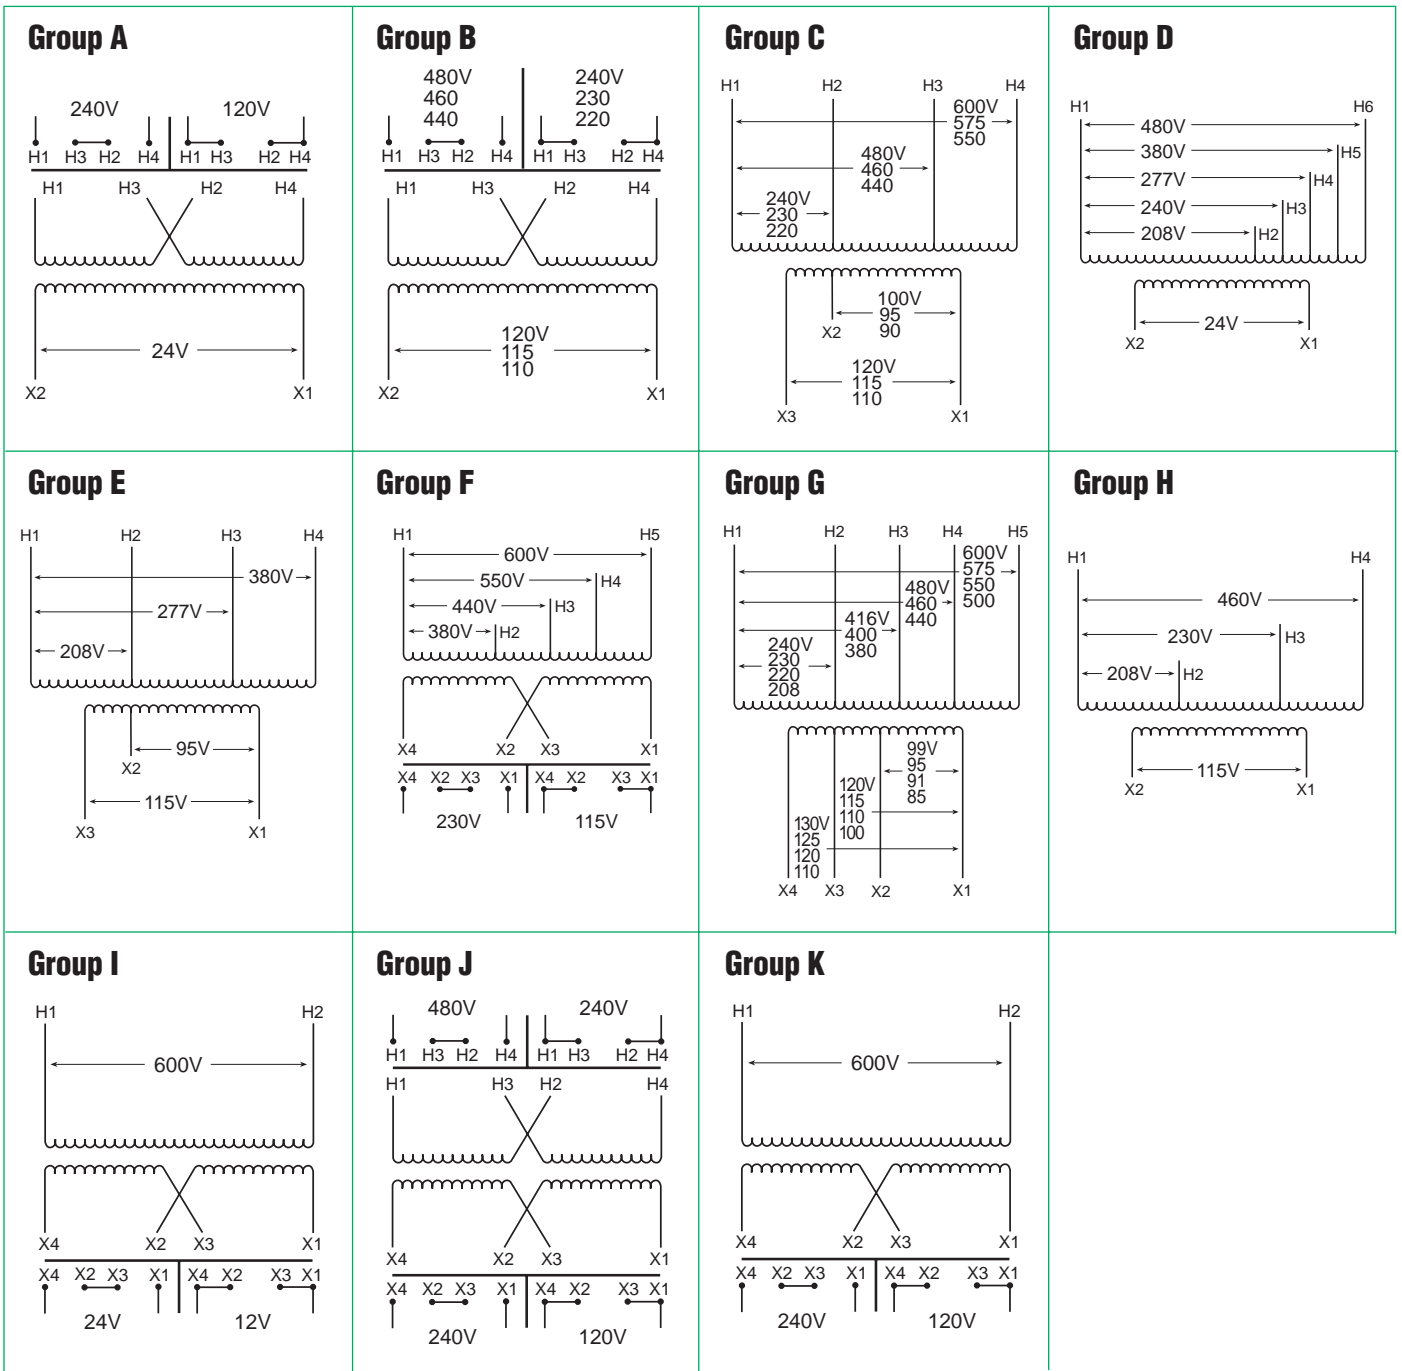 Group A
240V 120V
H1 H3 H2 H4 H1 H3 H2 H4
H1 H3 H2 H4
24V
X2 X1
Group B
480V 240V
460 230
440 220
H1 H3 H2 H4 H1 H3 H2 H4
H1 H3 H2 H4
120V
115
110
X2 X1
Group C
H1 H2 H3 H4
600V
575
550
480V
460
440
240V
230
220
100V
95
90
X2
120V
115
110
X3 X1
Group D
H1 H6
480V
380V H5
277V H4
240V H3
208V H2
24V
X2 X1
Group E
H1 H2 H3 H4
380V
277V
208V
95V
X2
115V
X3 X1
Group F
H1 H5
600V
550V H4
440V H3
380V H2
X4 X2 X3 X1
X4 X2 X3 X1 X4 X2 X3 X1
230V 115V
Group G
H1 H2 H3 H4 H5
600V
575
550
500
480V
460
440
416V
400
380
240V
230
220
208
99V
95
91
85
120V
115
110
100
130V
125
120
110
X4 X3 X2 X1
Group H
H1 H4
460V
230V H3
208V H2
115V
X2 X1
Group I
H1 H2
600V
X4 X2 X3 X1
X4 X2 X3 X1 X4 X2 X3 X1
24V 12V
Group J
480V 240V
H1 H3 H2 H4 H1 H3 H2 H4
H1 H3 H2 H4
X4 X2 X3 X1
X4 X2 X3 X1 X4 X2 X3 X1
240V 120V
Group K
H1 H2
600V
X4 X2 X3 X1
X4 X2 X3 X1 X4 X2 X3 X1
240V 120V